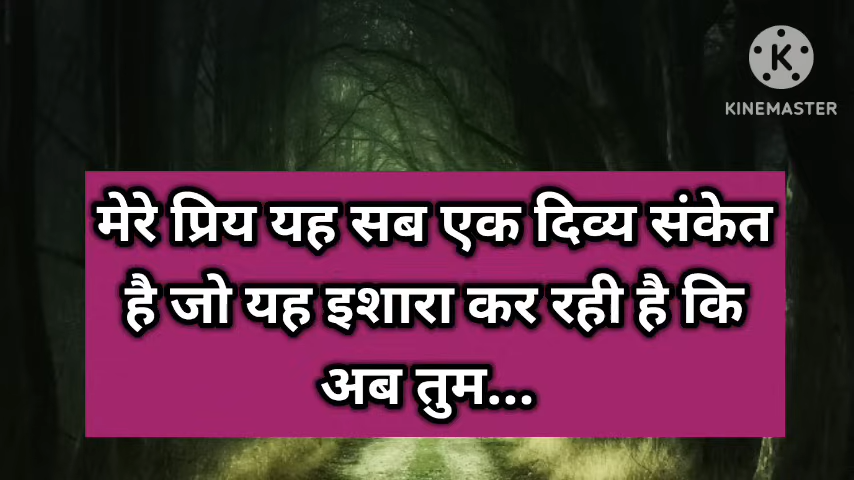 KINEMASTER
मेरे प्रिय यह सब एक दिव्य संकेत
है जो यह इशारा कर रही है कि
अब तुम...